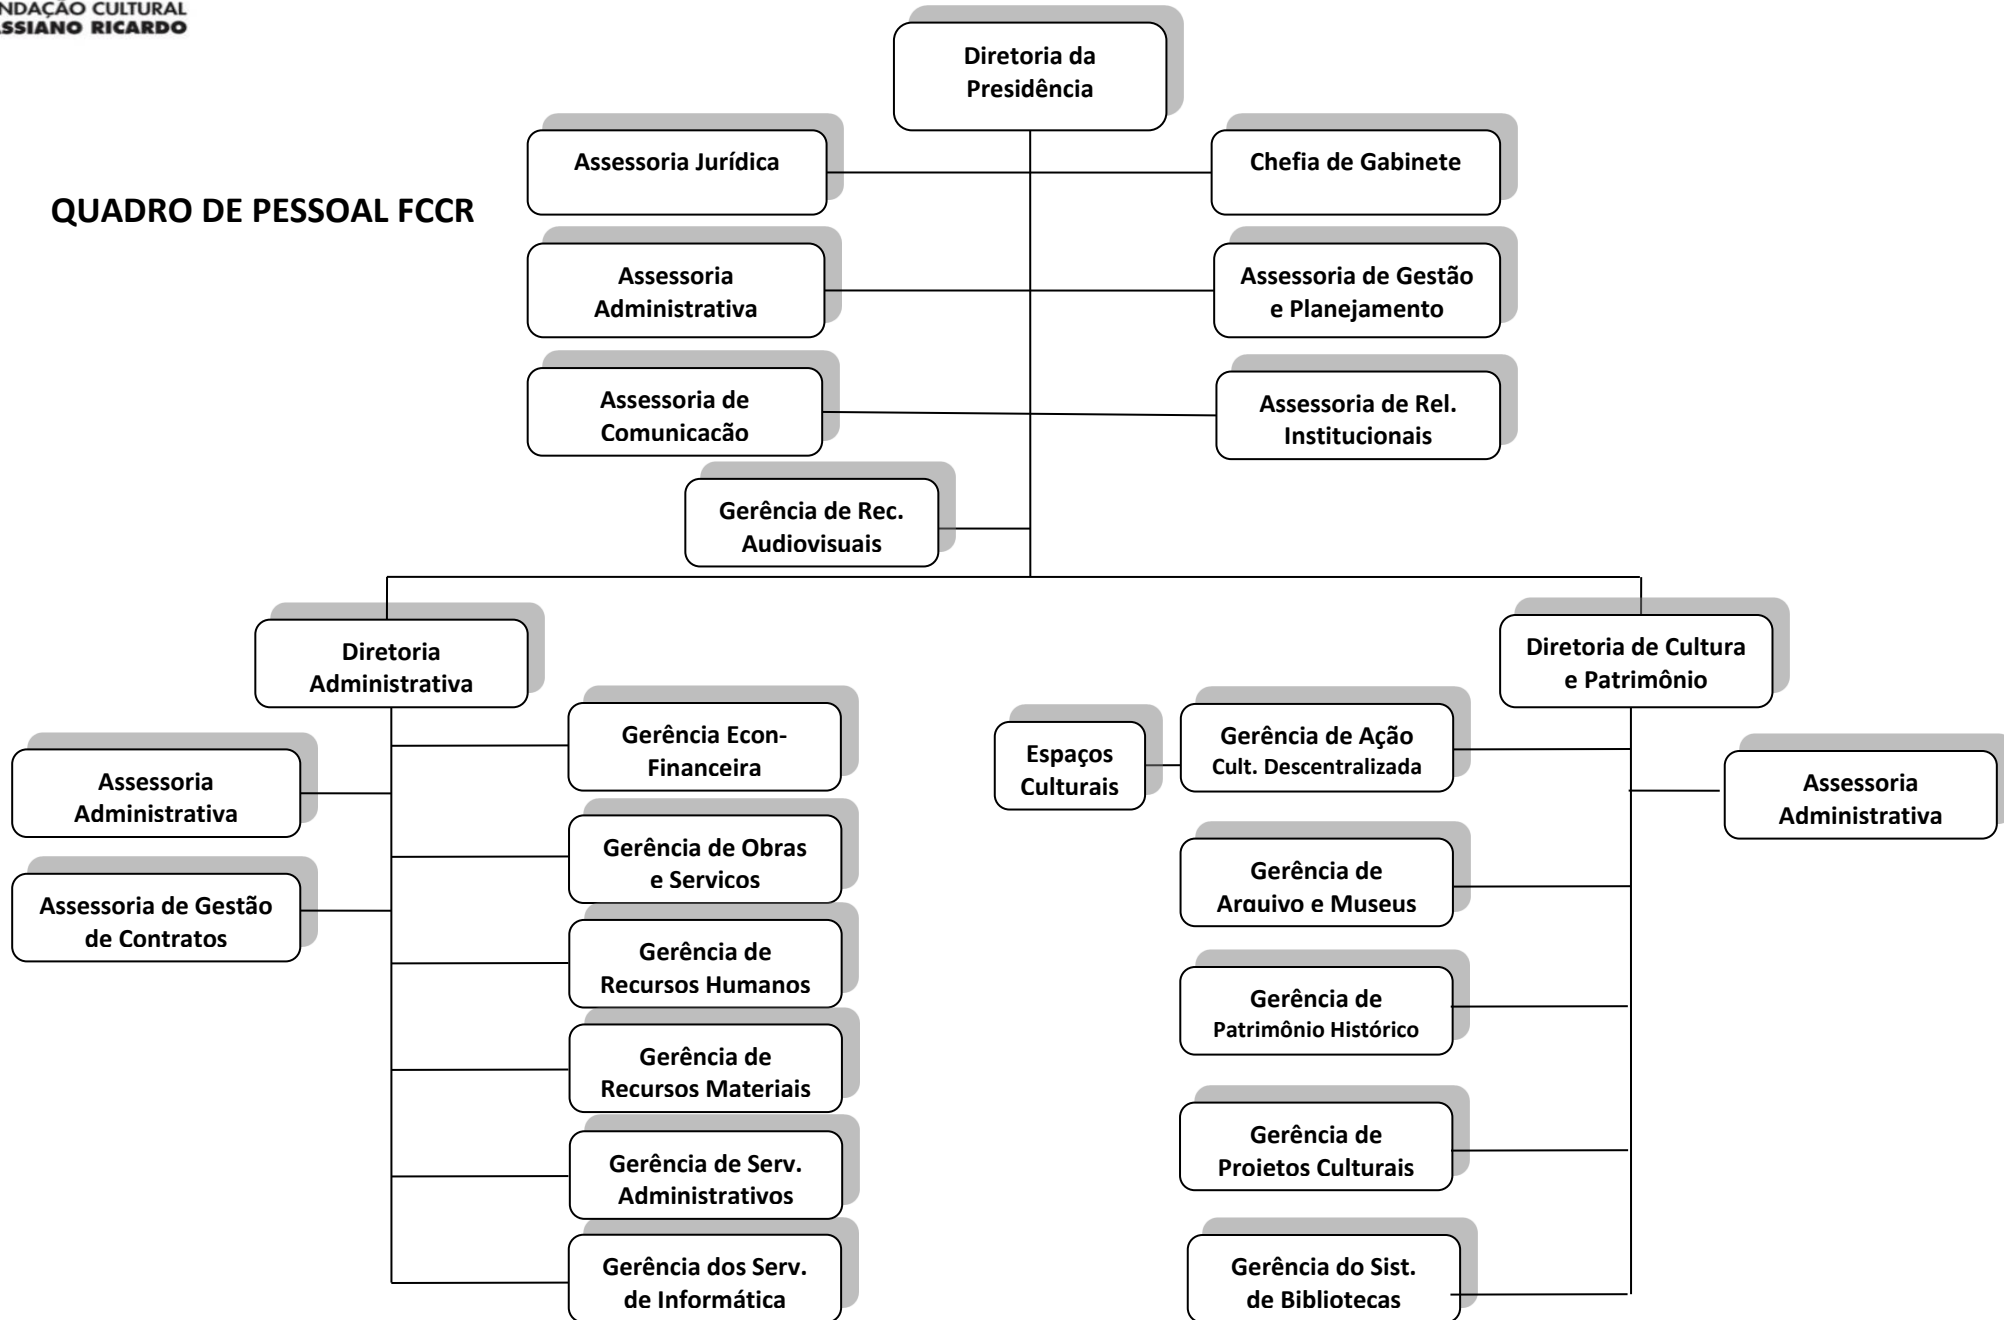 NDAÇÃO CULTURAL
SSIANO RICARDO
Diretoria da
Presidência
Assessoria Jurídica
Chefia de Gabinete
QUADRO DE PESSOAL FCCR
Assessoria
Administrativa
Assessoria de Gestão
e Planejamento
Assessoria de
Comunicacão
Assessoria de Rel.
Institucionais
Gerência de Rec.
Audiovisuais
Diretoria
Administrativa
Diretoria de Cultura
e Patrimônio
Gerência Econ-
Financeira
Espaços
Culturais
Gerência de Ação
Cult. Descentralizada
Assessoria
Administrativa
Assessoria
Administrativa
Gerência de Obras
e Servicos
Gerência de
Arquivo e Museus
Assessoria de Gestão
de Contratos
Gerência de
Recursos Humanos
Gerência de
Patrimônio Histórico
Gerência de
Recursos Materiais
Gerência de
Projetos Culturais
Gerência de Serv.
Administrativos
Gerência dos Serv.
de Informática
Gerência do Sist.
de Bibliotecas